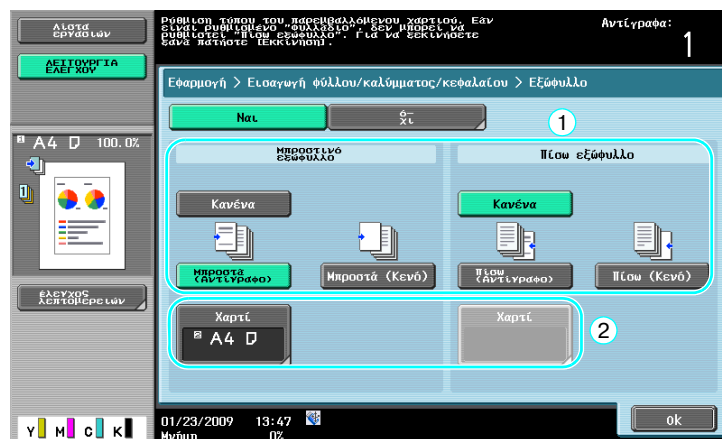 Λίστα
εργασιών
Ρύθμιση τύπου του παρεμβαλλόμενου χαρτιού. Εάν
είναι ρυθμισμένο "Φυλλάδιο", δεν μπορεί να
ρυθμιστεί "Πίσω εξώφυλλο". Για να ξεκινήσετε
ξανά πατήστε [Εκκίνηση].
Αντίγραφα:
1
ΛΕΙΤΟΥΡΓΙΑ
ΕΛΕΓΧΟΥ
Εφαρμογή > Εισαγωγή φύλλου/καλύμματος/κεφαλαίου > Εξώφυλλο
Ναι
ό-
χι
1
A4 100.0%
Μπροστινό
εξώφυλλο
Πίσω εξώφυλλο
Κανένα
Κανένα
Μπροστά
(Αντίγραφο)
Μπροστά (Κενό)
Πίσω
(Αντίγραφο)
Πίσω (Κενό)
έλεγχος
λεπτομερειών
Χαρτί
2 A4
Χαρτί
2
ok
01/23/2009 13:47
Μνήμη 0%
Y M C K